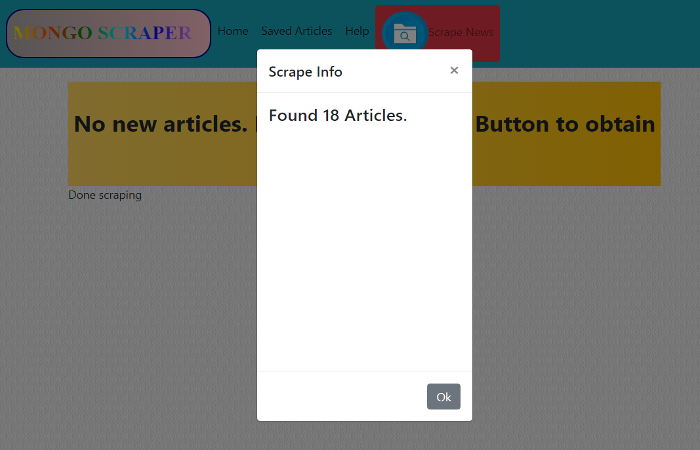 MONGO SCRAPER
Home Saved Articles Help Scrape News
Scrape Info ×
Found 18 Articles.
No new articles. Button to obtain
Done scraping
Ok